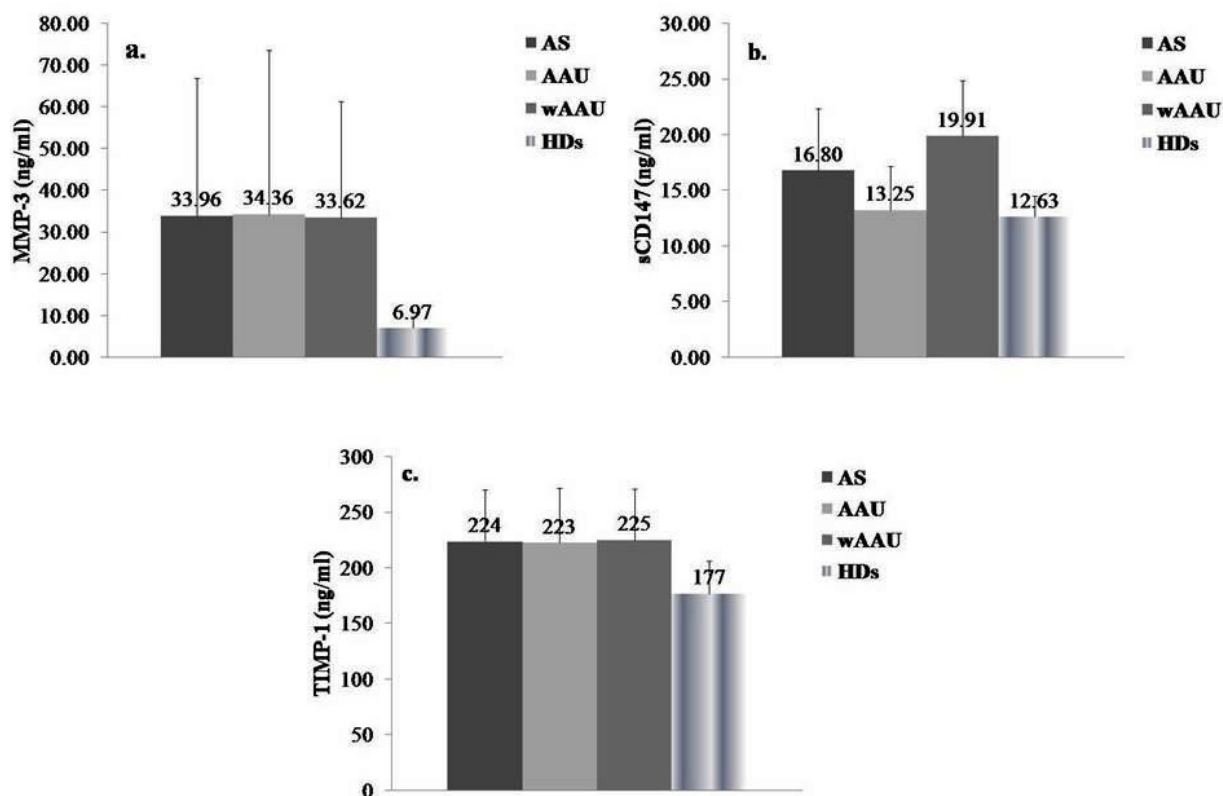 a.
MMP-3 (ng/ml)
80.00
70.00
60.00
50.00
40.00
30.00
20.00
10.00
0.00
33.96
34.36
33.62
6.97
AS
AAU
wAAU
HDs
b.
sCD147(ng/ml)
30.00
25.00
20.00
15.00
10.00
5.00
0.00
16.80
13.25
19.91
12.63
AS
AAU
wAAU
HDs
c.
TIMP-1 (ng/ml)
300
250
200
150
100
50
0
224
223
225
177
AS
AAU
wAAU
HDs